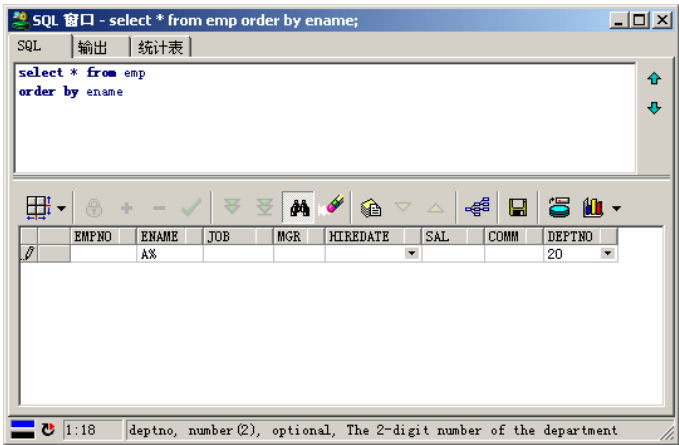 SQL 窗口 - select * from emp order by ename;
SQL 输出 统计表
select * from emp
order by ename
EMPNO ENAME JOB MGR HIREDATE SAL COMM DEPTNO
A% 20
1:18 deptno, number(2), optional, The 2-digit number of the department